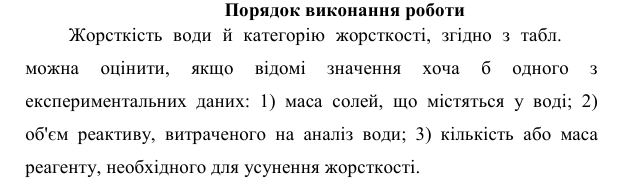 Порядок виконання роботи
Жорсткість води й категорію жорсткості, згідно з табл.
можна оцінити, якщо відомі значення хоча б одного з
експериментальних даних: 1) маса солей, що містяться у воді; 2)
об'єм реактиву, витраченого на аналіз води; 3) кількість або маса
реагенту, необхідного для усунення жорсткості.